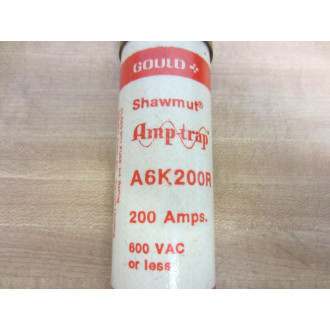 GOULD
Shawmut®
Amp-trap®
A6K200R
200 Amps.
600 VAC
or less